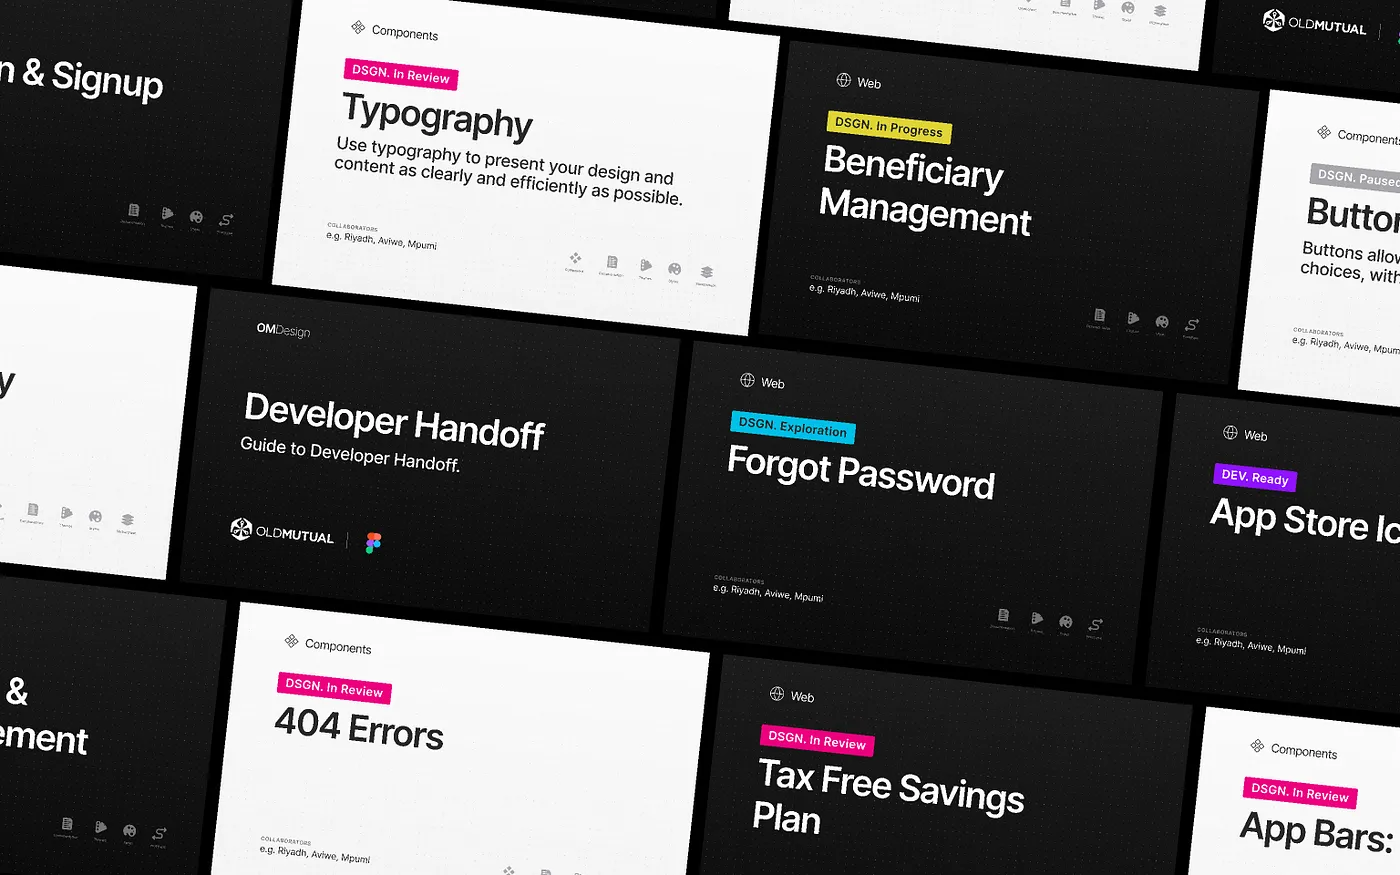 n & Signup
Components
DSGN. In Review
Typography
Use typography to present your design and
content as clearly and efficiently as possible.
COLLABORATORS
e.g. Riyadh, Aviwe, Mpumi
Web
DSGN. In Progress
Beneficiary
Management
COLLABORATORS
e.g. Riyadh, Aviwe, Mpumi
OLDMUTUAL
Components
DSGN. Paused
Button
Buttons allow
choices, with
COLLABORATORS
e.g. Riyadh, Aviwe, Mpum
y
OMDesign
Developer Handoff
Guide to Developer Handoff.
OLDMUTUAL
Web
DSGN. Exploration
Forgot Password
COLLABORATORS
e.g. Riyadh, Aviwe, Mpumi
Web
DEV. Ready
App Store Ic
COLLABORATORS
e.g. Riyadh, Aviwe, Mpumi
&
ement
Components
DSGN. In Review
404 Errors
COLLABORATORS
e.g. Riyadh, Aviwe, Mpumi
Web
DSGN. In Review
Tax Free Savings
Plan
Components
DSGN. In Review
App Bars: